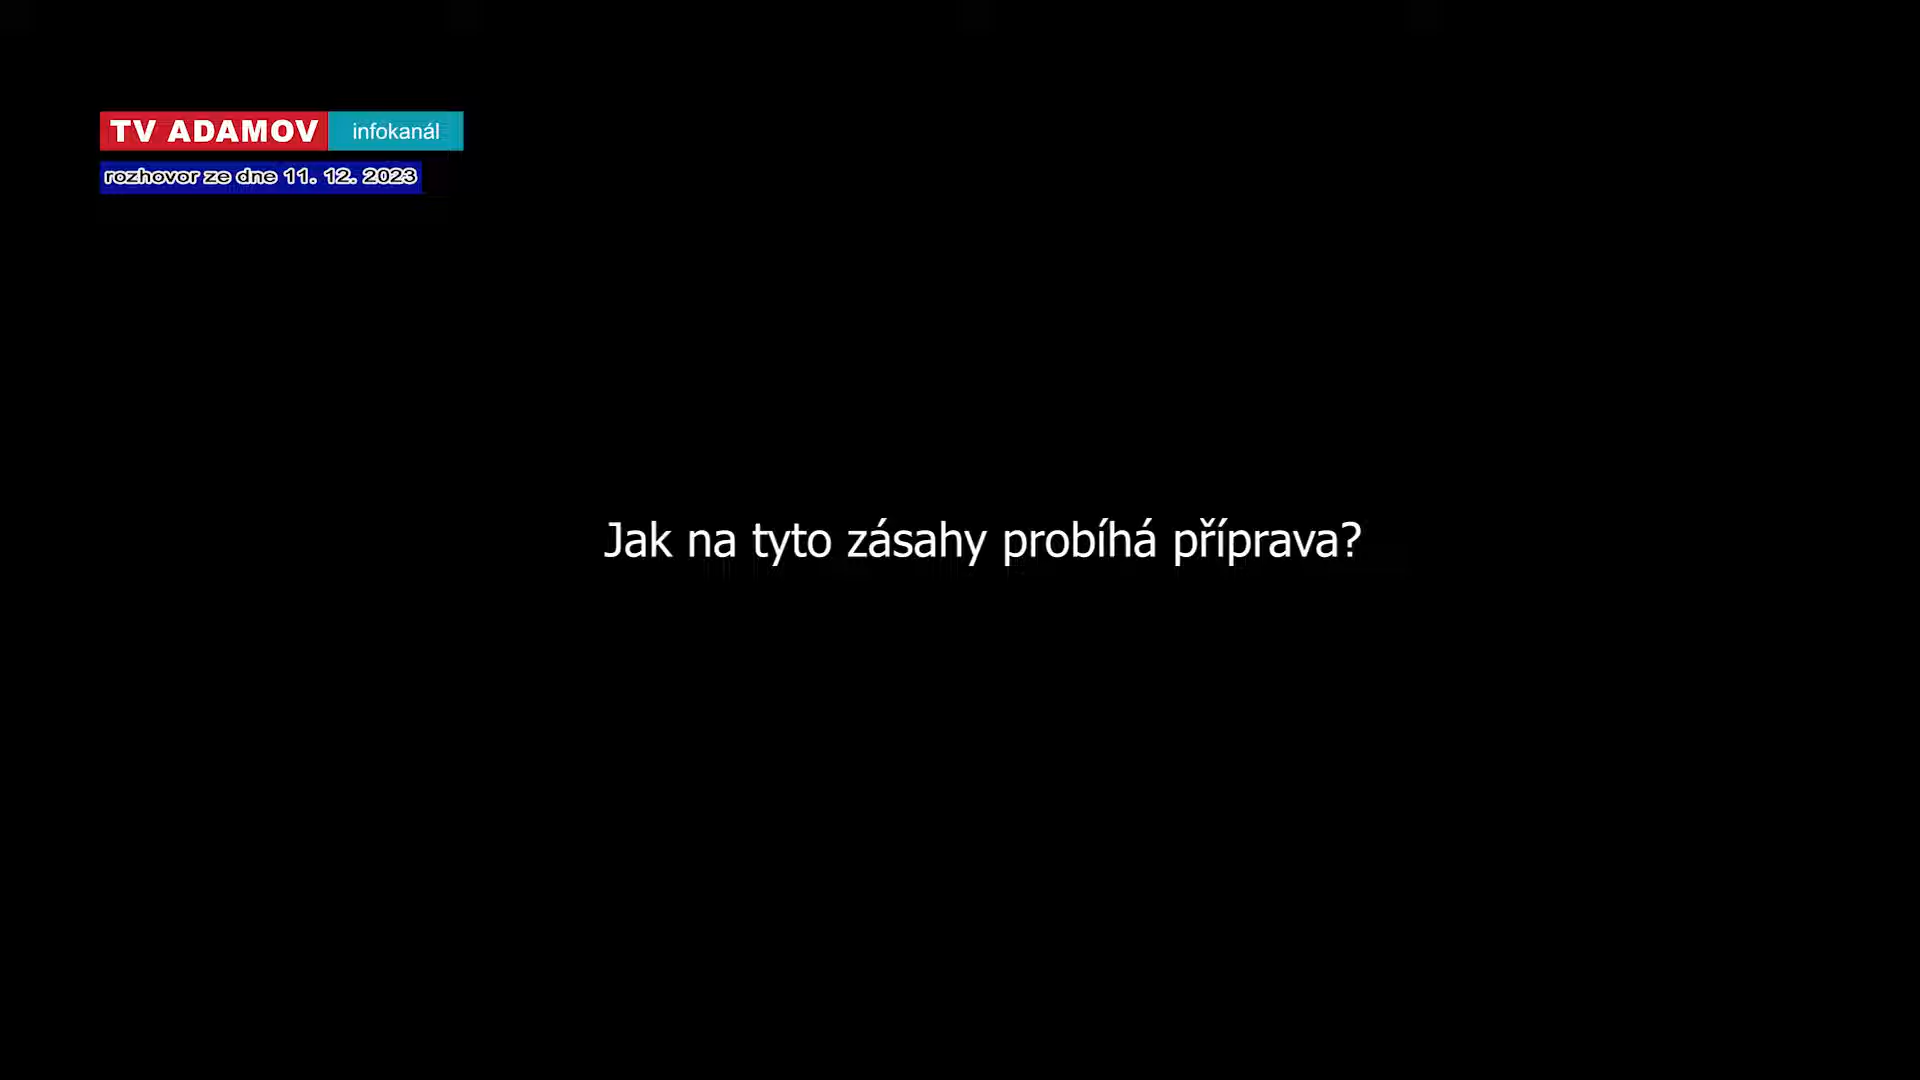 TV ADAMOV infokanál
rozhovor ze dne 11. 12. 2023
Jak na tyto zásahy probíhá příprava?